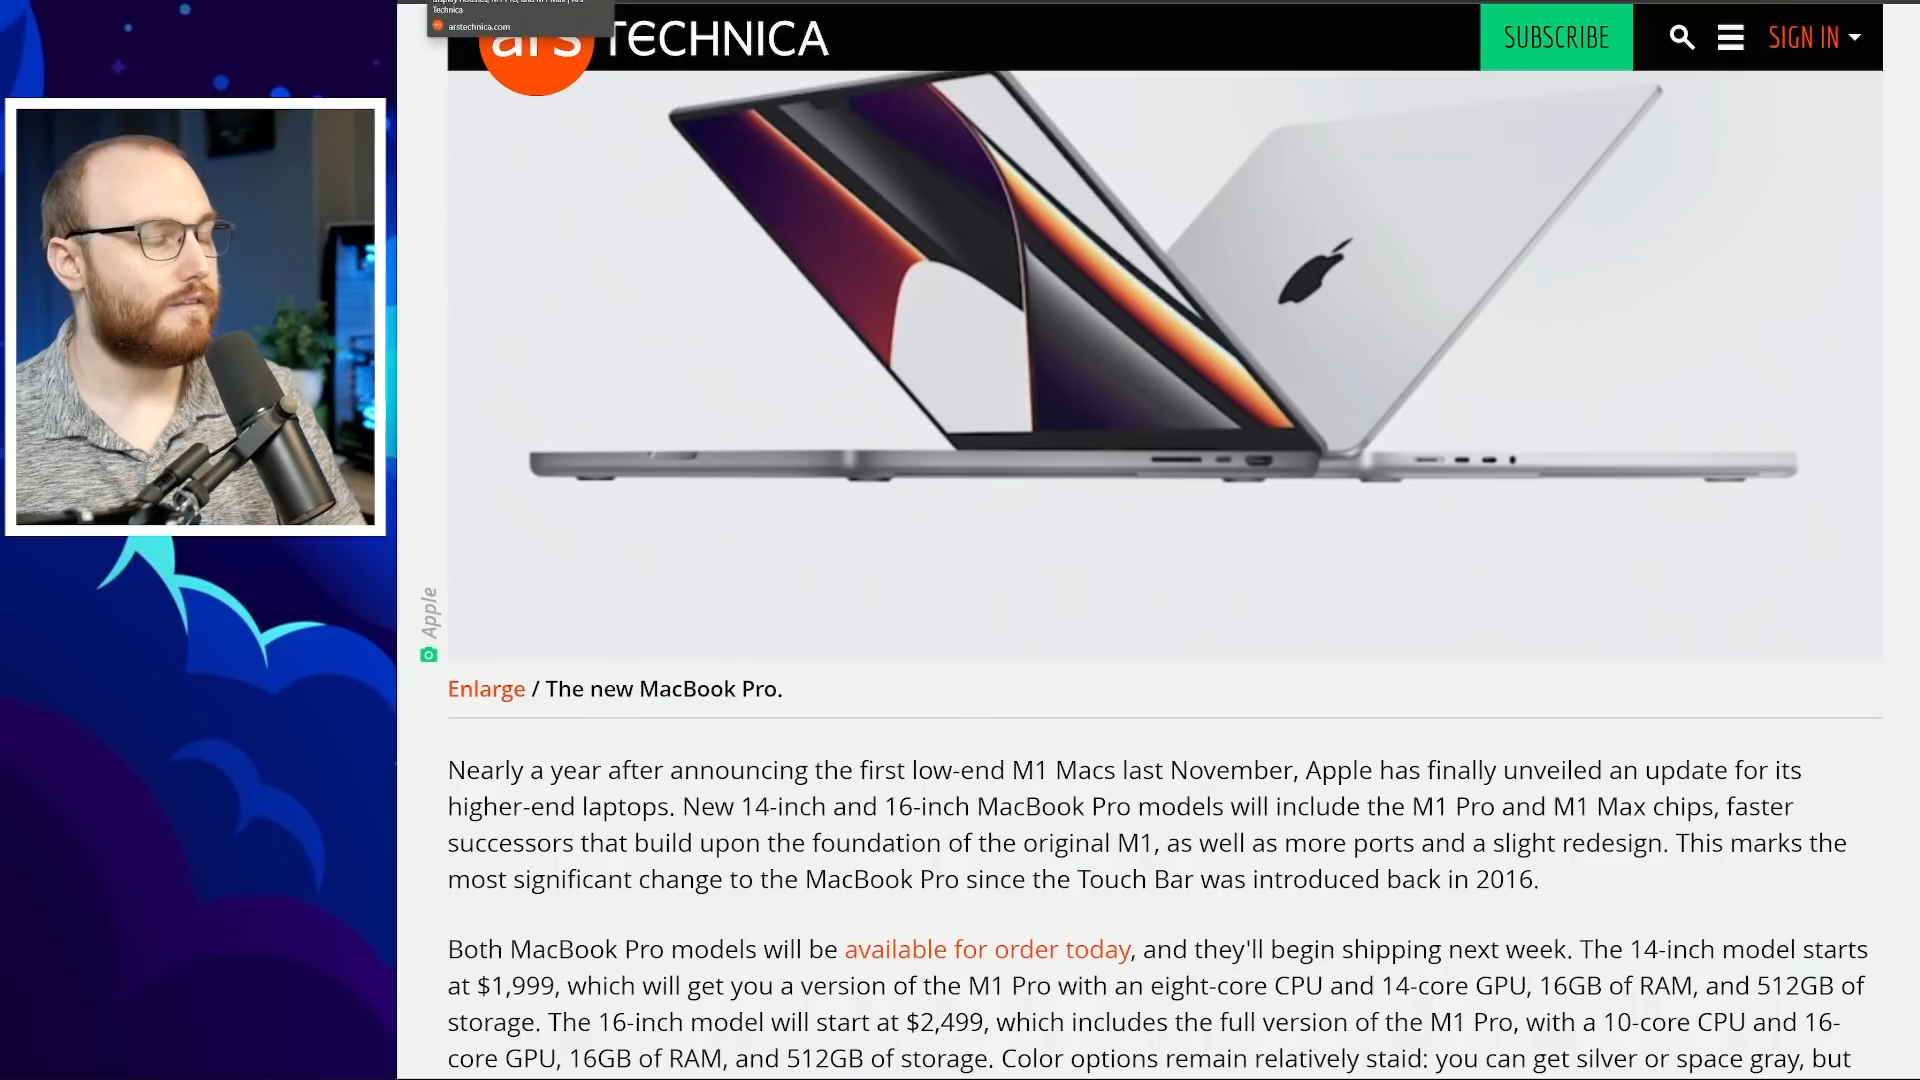 Technica
arstechnica.com
ars TECHNICA
SUBSCRIBE
SIGN IN
Apple
Enlarge / The new MacBook Pro.
Nearly a year after announcing the first low-end M1 Macs last November, Apple has finally unveiled an update for its
higher-end laptops. New 14-inch and 16-inch MacBook Pro models will include the M1 Pro and M1 Max chips, faster
successors that build upon the foundation of the original M1, as well as more ports and a slight redesign. This marks the
most significant change to the MacBook Pro since the Touch Bar was introduced back in 2016.
Both MacBook Pro models will be available for order today, and they'll begin shipping next week. The 14-inch model starts
at $1,999, which will get you a version of the M1 Pro with an eight-core CPU and 14-core GPU, 16GB of RAM, and 512GB of
storage. The 16-inch model will start at $2,499, which includes the full version of the M1 Pro, with a 10-core CPU and 16-
core GPU, 16GB of RAM, and 512GB of storage. Color options remain relatively staid: you can get silver or space gray, but